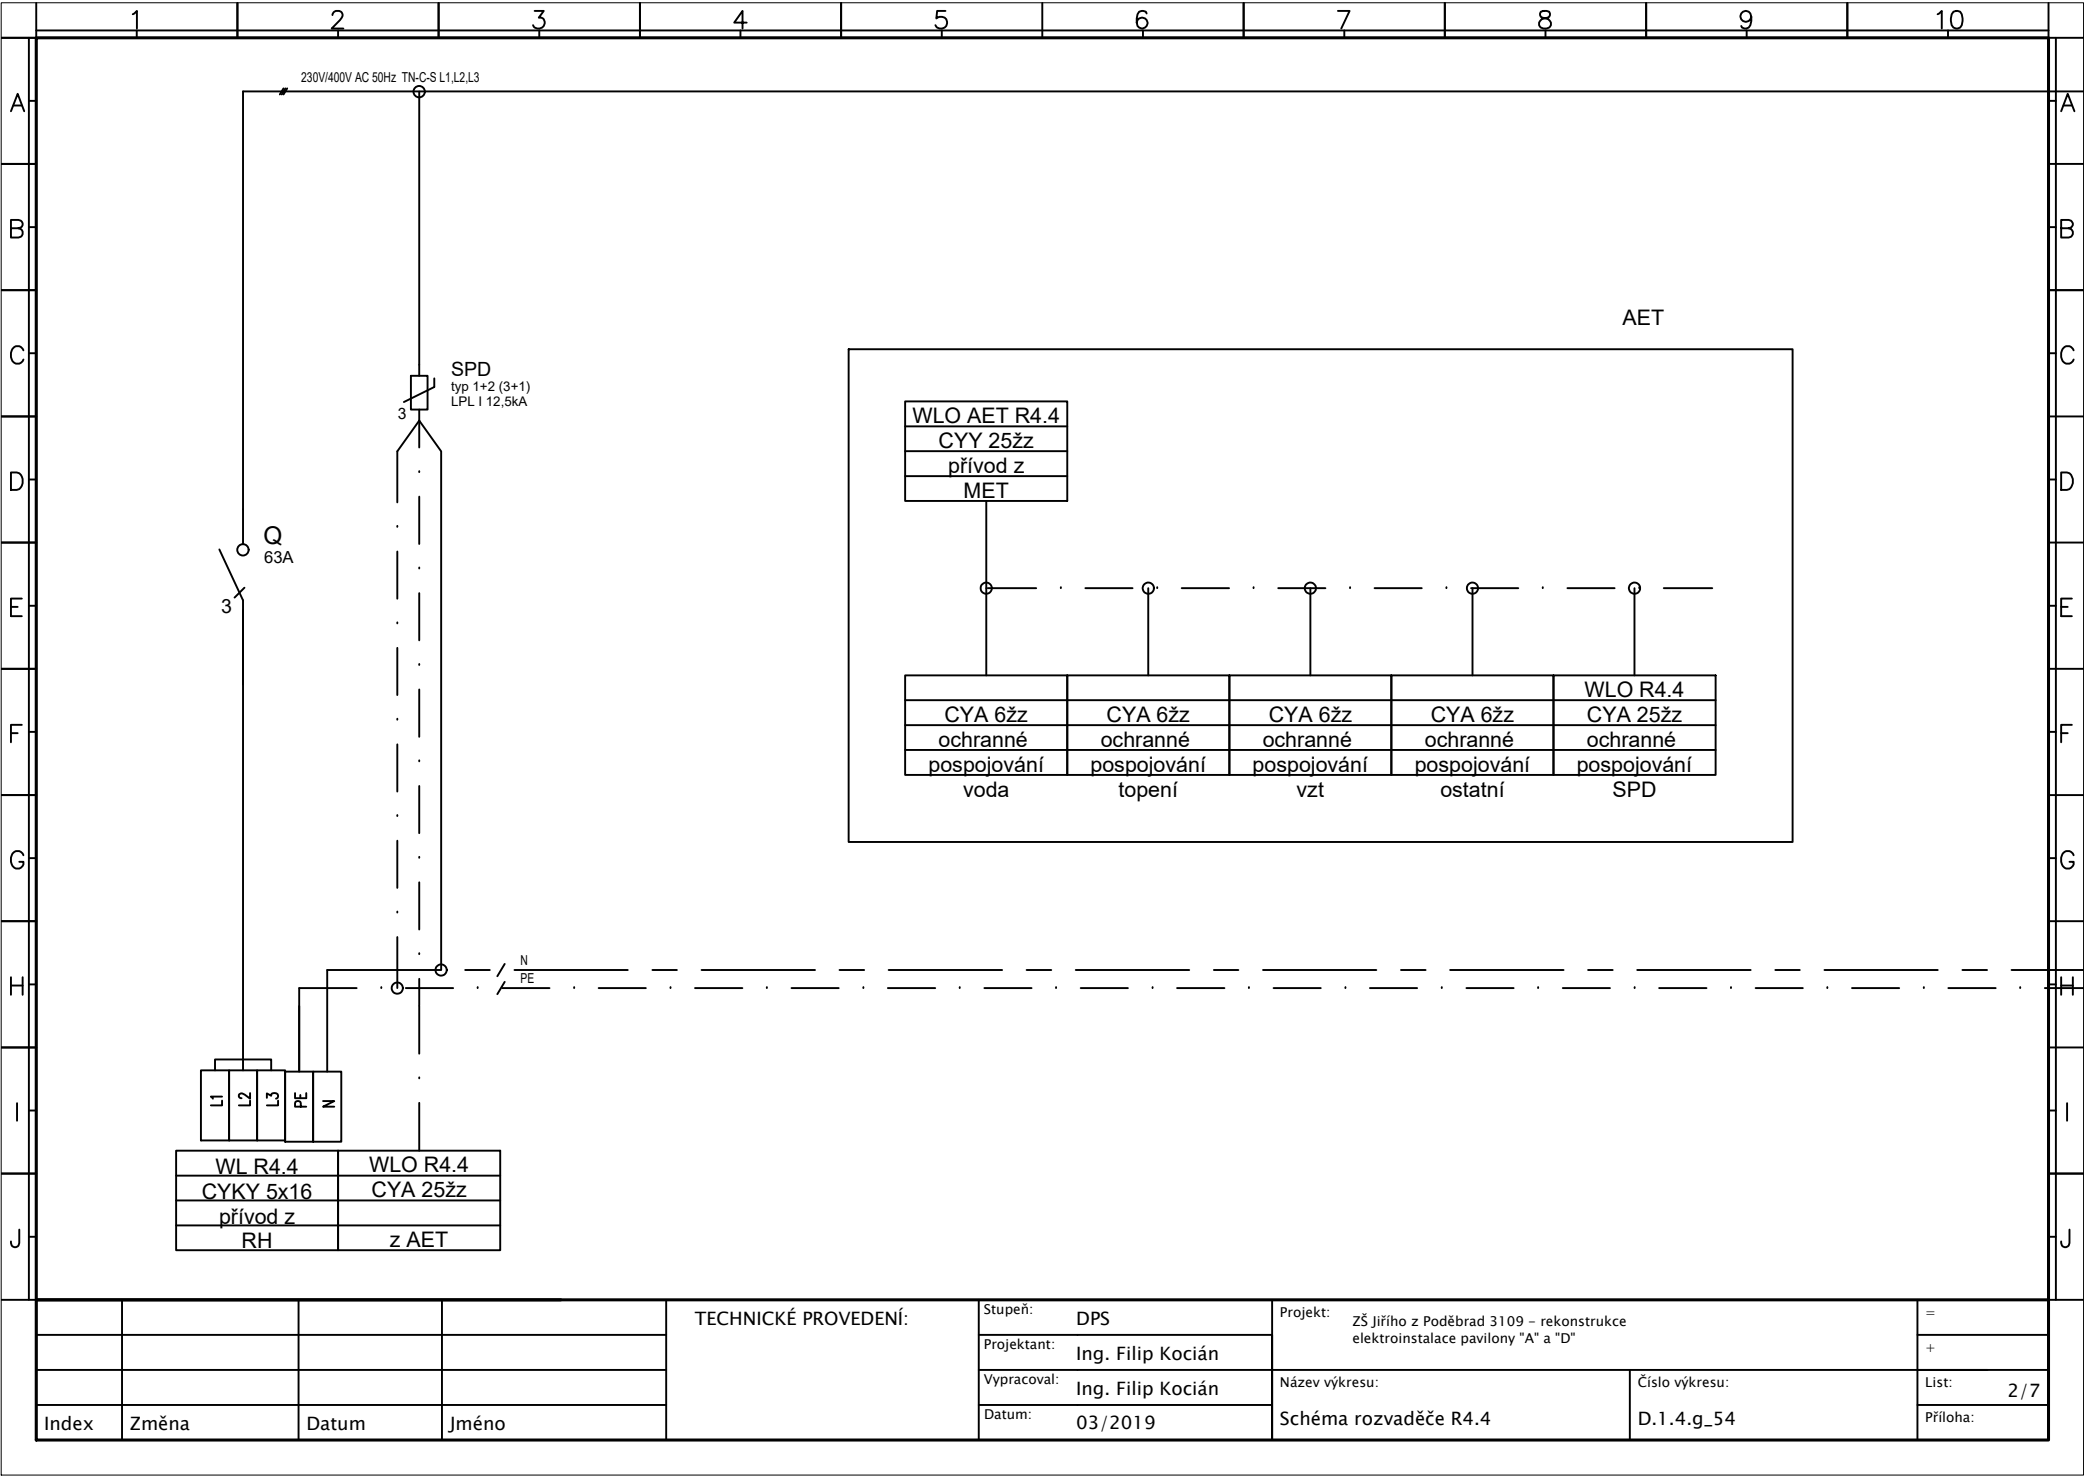 1 2 3 4 5 6 7 8 9 10
A A
B B
C C
D D
E E
F F
G G
H H
I I
J J
230V/400V AC 50Hz TN-C-S L1,L2,L3
SPD
typ 1+2 (3+1)
LPL I 12,5kA
3
Q
63A
3
AET
WLO AET R4.4
CYY 25žz
přívod z
MET
WLO R4.4
CYA 6žz CYA 6žz CYA 6žz CYA 6žz CYA 25žz
ochranné ochranné ochranné ochranné ochranné
pospojování pospojování pospojování pospojování pospojování
voda topení vzt ostatní SPD
N
PE
L1 L2 L3 PE N
WL R4.4 WLO R4.4
CYKY 5x16 CYA 25žz
přívod z
RH z AET
Index Změna Datum Jméno
TECHNICKÉ PROVEDENÍ:
Stupeň: DPS
Projektant: Ing. Filip Kocián
Vypracoval: Ing. Filip Kocián
Datum: 03/2019
Projekt: ZŠ Jiřího z Poděbrad 3109 – rekonstrukce
elektroinstalace pavilony "A" a "D"
Název výkresu:
Schéma rozvaděče R4.4
Číslo výkresu:
D.1.4.g_54
=
+
List: 2/7
Příloha: